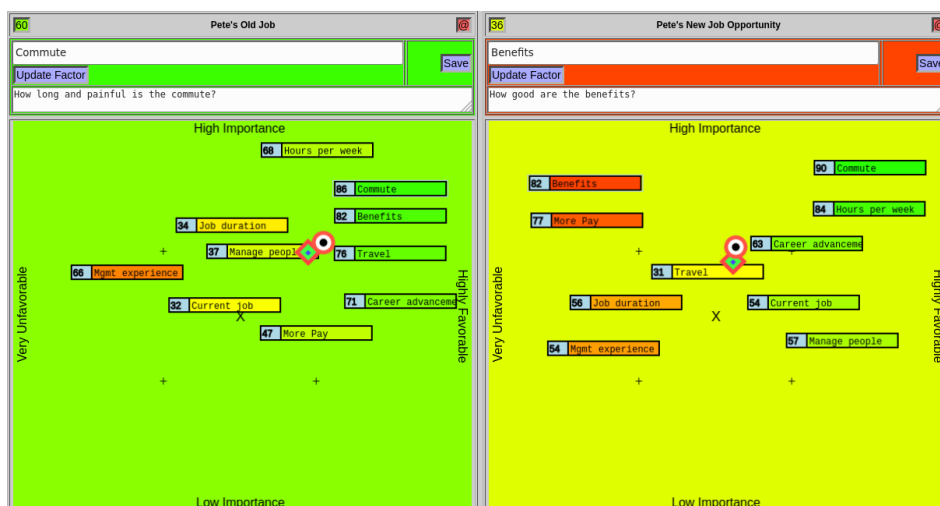 60 Pete's Old Job @
Commute
Update Factor Save
How long and painful is the commute?
High Importance
68 Hours per week
86 Commute
82 Benefits
34 Job duration
37 Manage peopl
76 Travel
66 Mgmt experience
71 Career advanceme
32 Current job
X
47 More Pay
Very Unfavorable
Highly Favorable
Low Importance
36 Pete's New Job Opportunity @
Benefits
Update Factor Save
How good are the benefits?
High Importance
90 Commute
82 Benefits
84 Hours per week
77 More Pay
63 Career advanceme
31 Travel
56 Job duration
54 Current job
X
57 Manage people
54 Mgmt experience
Very Unfavorable
Highly Favorable
Low Importance